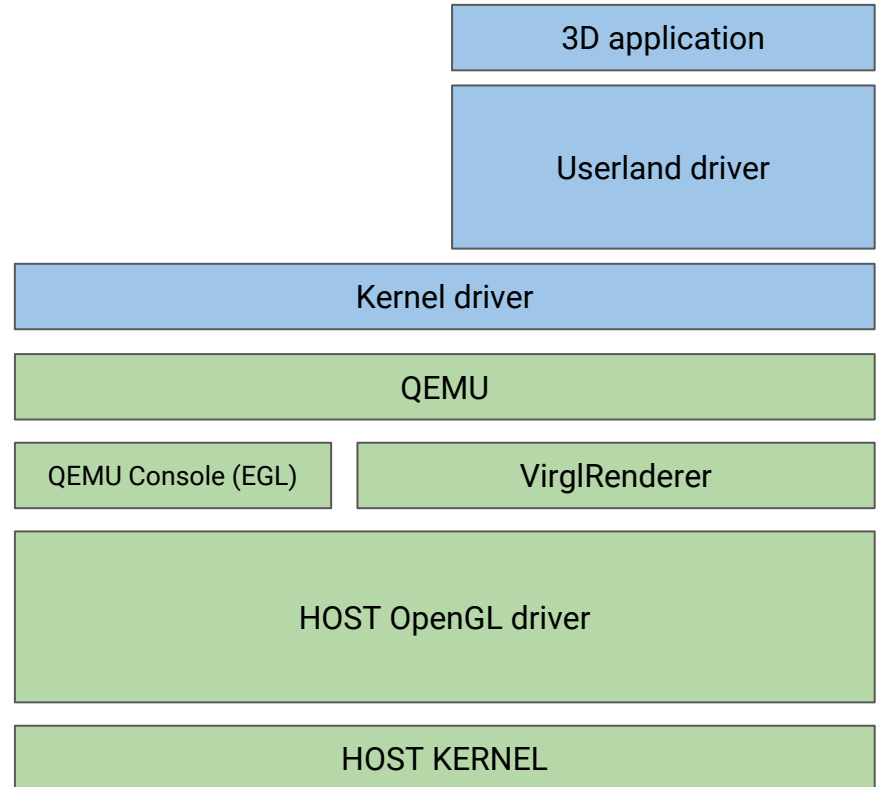 3D application
Userland driver
Kernel driver
QEMU
QEMU Console (EGL)
VirglRenderer
HOST OpenGL driver
HOST KERNEL